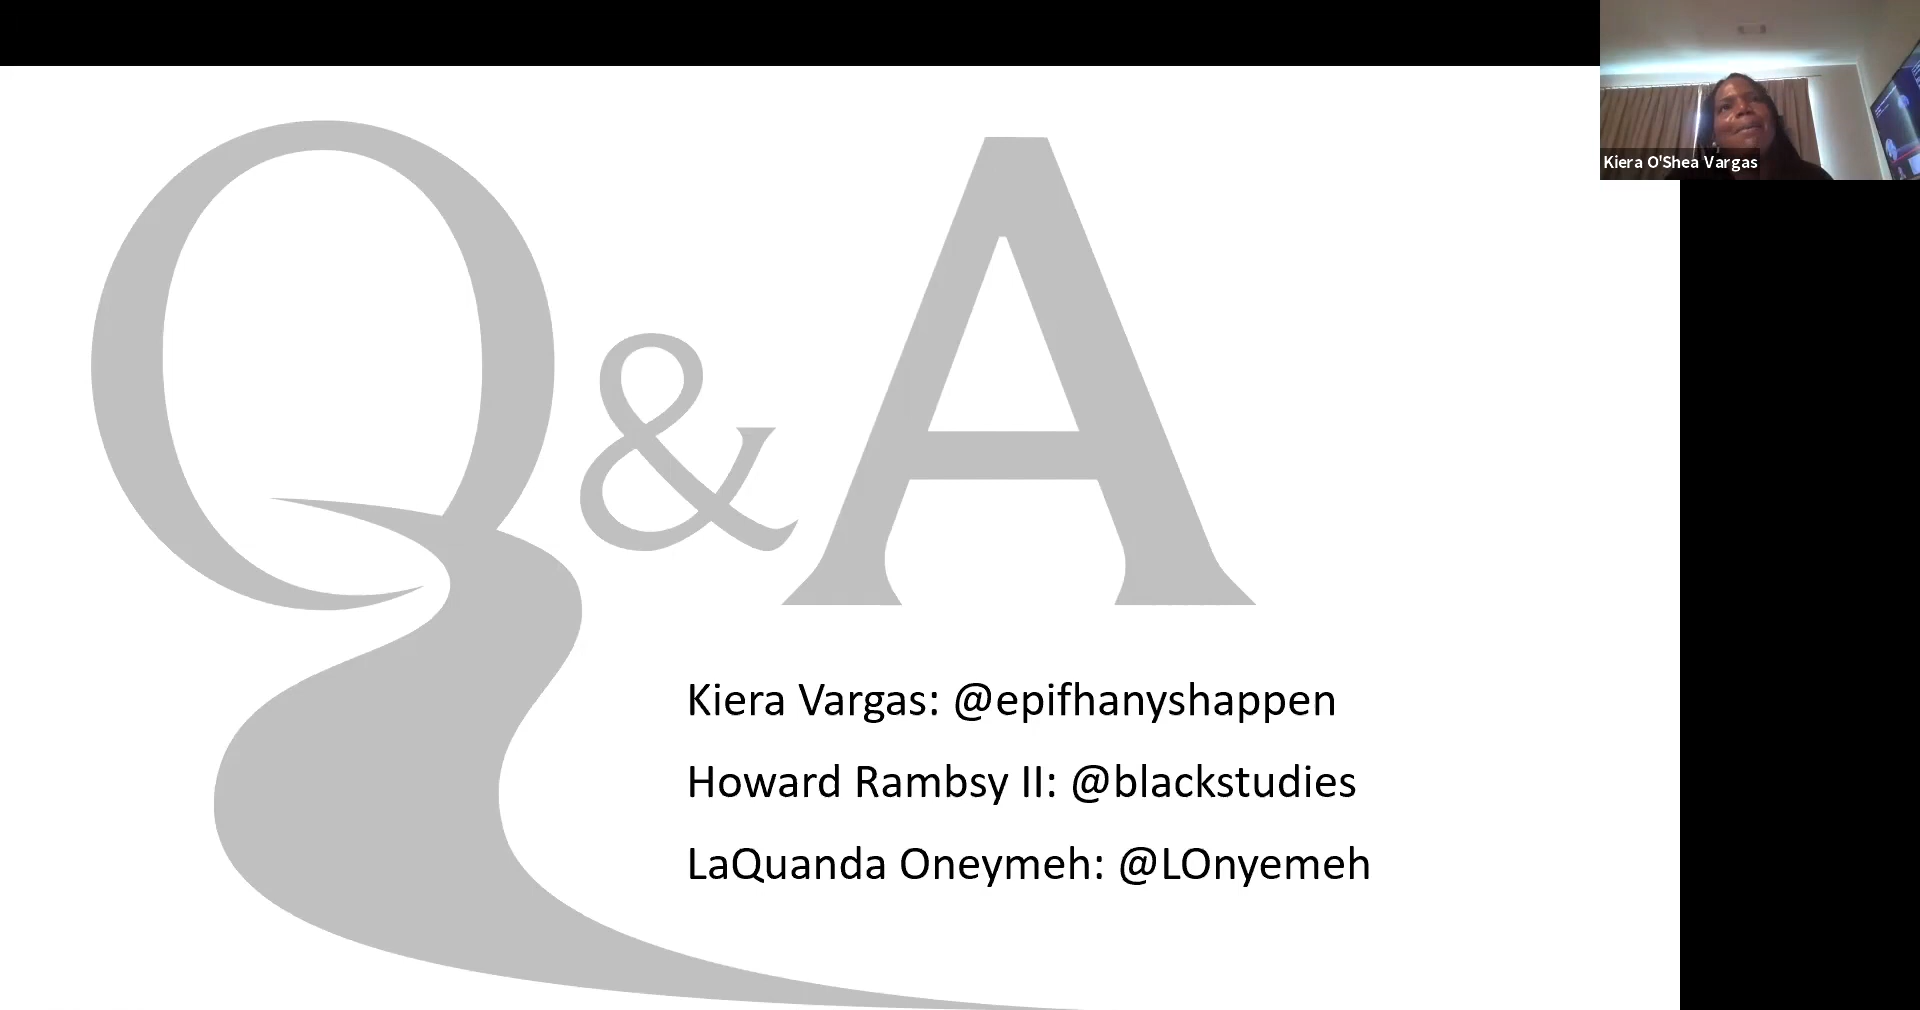 Q&A
Kiera O'Shea Vargas
Kiera Vargas: @epifhanyshappen
Howard Rambsy II: @blackstudies
LaQuanda Oneymeh: @LOnyemeh